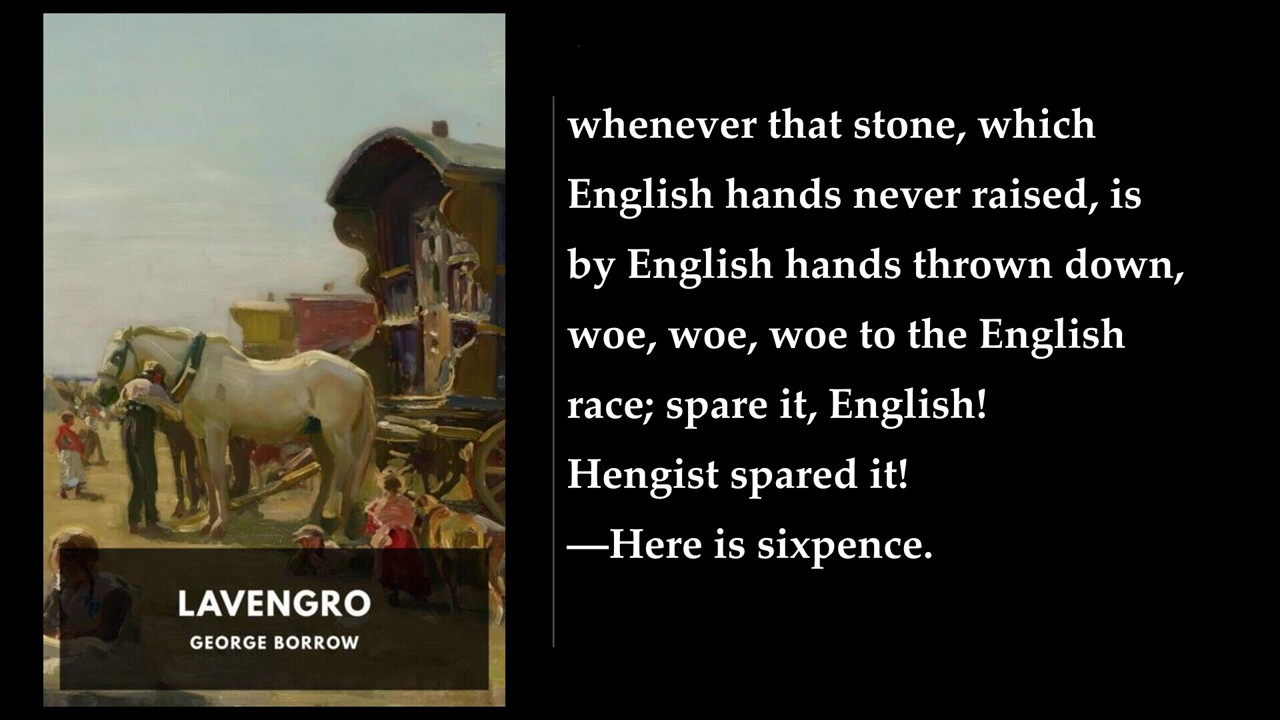 whenever that stone, which
English hands never raised, is
by English hands thrown down,
woe, woe, woe to the English
race; spare it, English!
Hengist spared it!
—Here is sixpence.
LAVENGRO
GEORGE BORROW